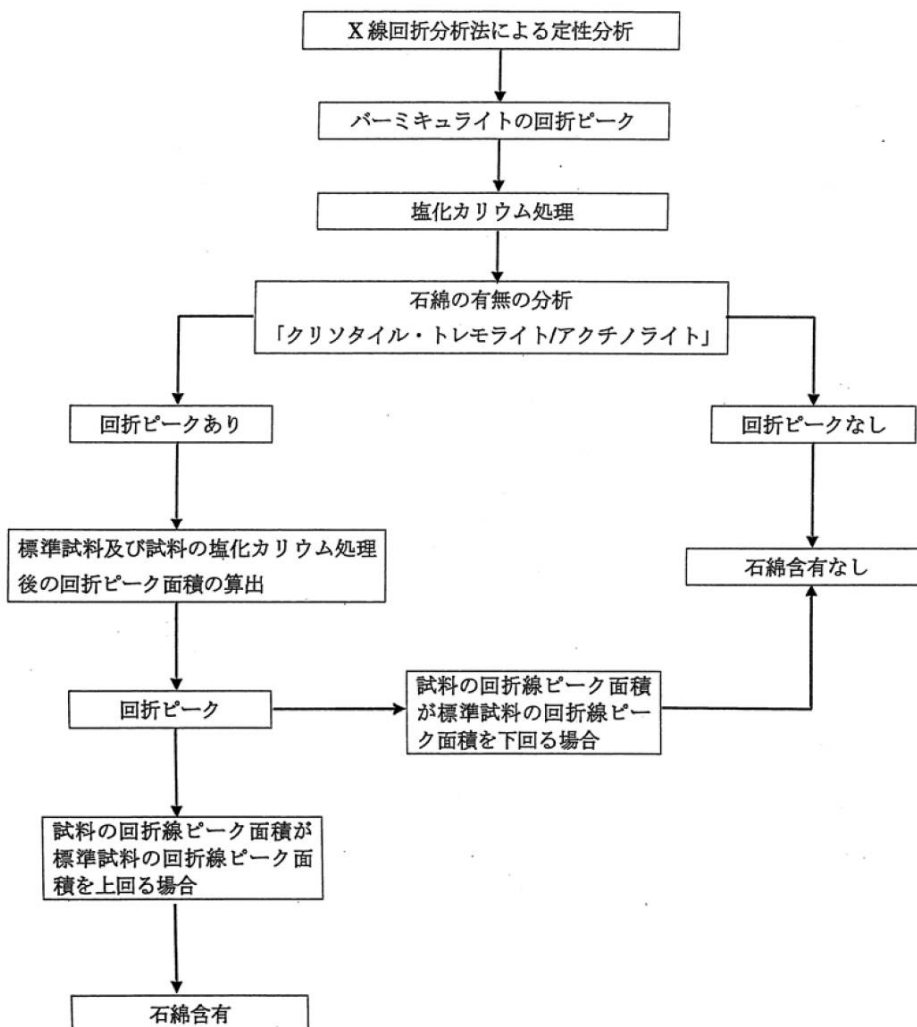 X線回折分析法による定性分析
バーミキュライトの回折ピーク
塩化カリウム処理
石綿の有無の分析
「クリソタイル・トレモライト/アクチノライト」
回折ピークあり
回折ピークなし
標準試料及び試料の塩化カリウム処理
後の回折ピーク面積の算出
石綿含有なし
回折ピーク
試料の回折線ピーク面積
が標準試料の回折線ピー
ク面積を下回る場合
試料の回折線ピーク面積が
標準試料の回折線ピーク面
積を上回る場合
石綿含有